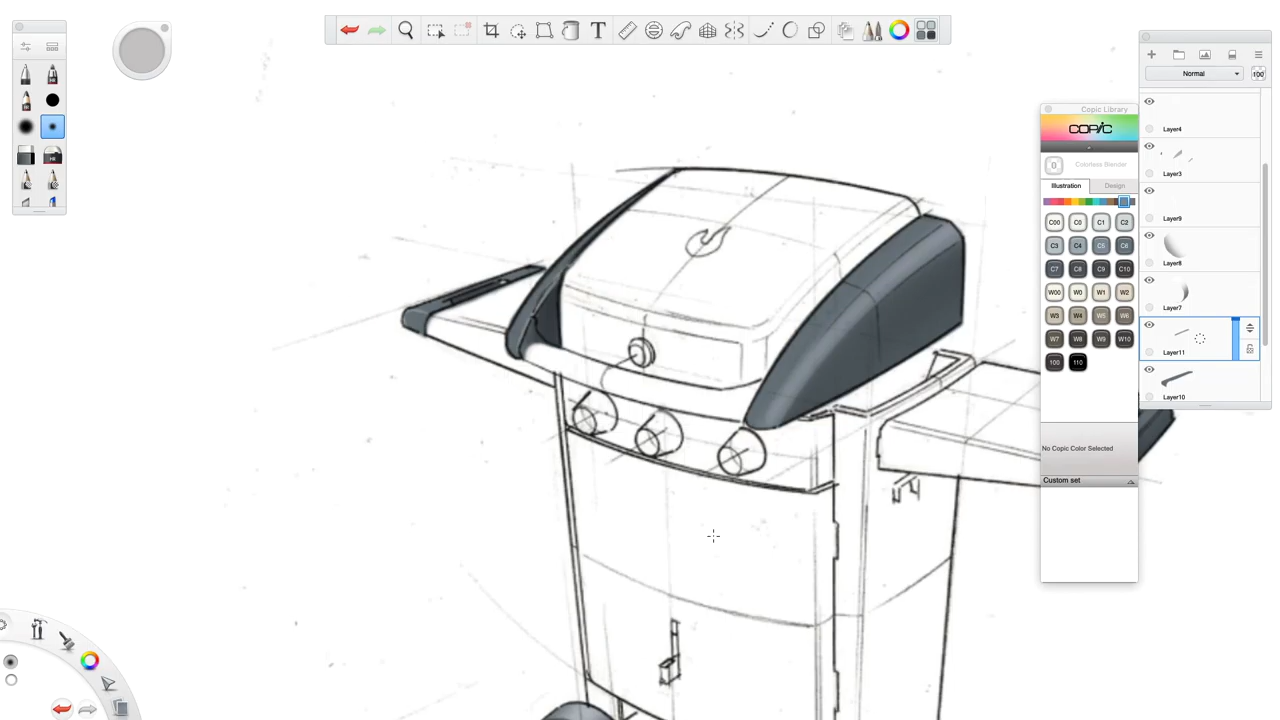 T
Normal
100
Layer4
Layer3
Layer9
Layer8
Layer7
Layer11
Layer10
Copic Library
COPIC
0
Colorless Blender
Illustration
Design
C00
C0
C1
C2
C3
C4
C5
C6
C7
C8
C9
C10
W00
W0
W1
W2
W3
W4
W5
W6
W7
W8
W9
W10
100
110
No Copic Color Selected
Custom set